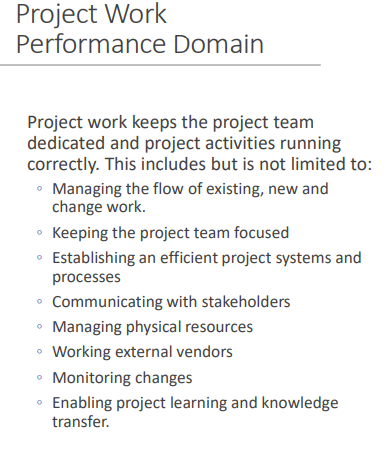 Project Work
Performance Domain
Project work keeps the project team
dedicated and project activities running
correctly. This includes but is not limited to:
◦ Managing the flow of existing, new and
change work.
◦ Keeping the project team focused
◦ Establishing an efficient project systems and
processes
◦ Communicating with stakeholders
◦ Managing physical resources
◦ Working external vendors
◦ Monitoring changes
◦ Enabling project learning and knowledge
transfer.